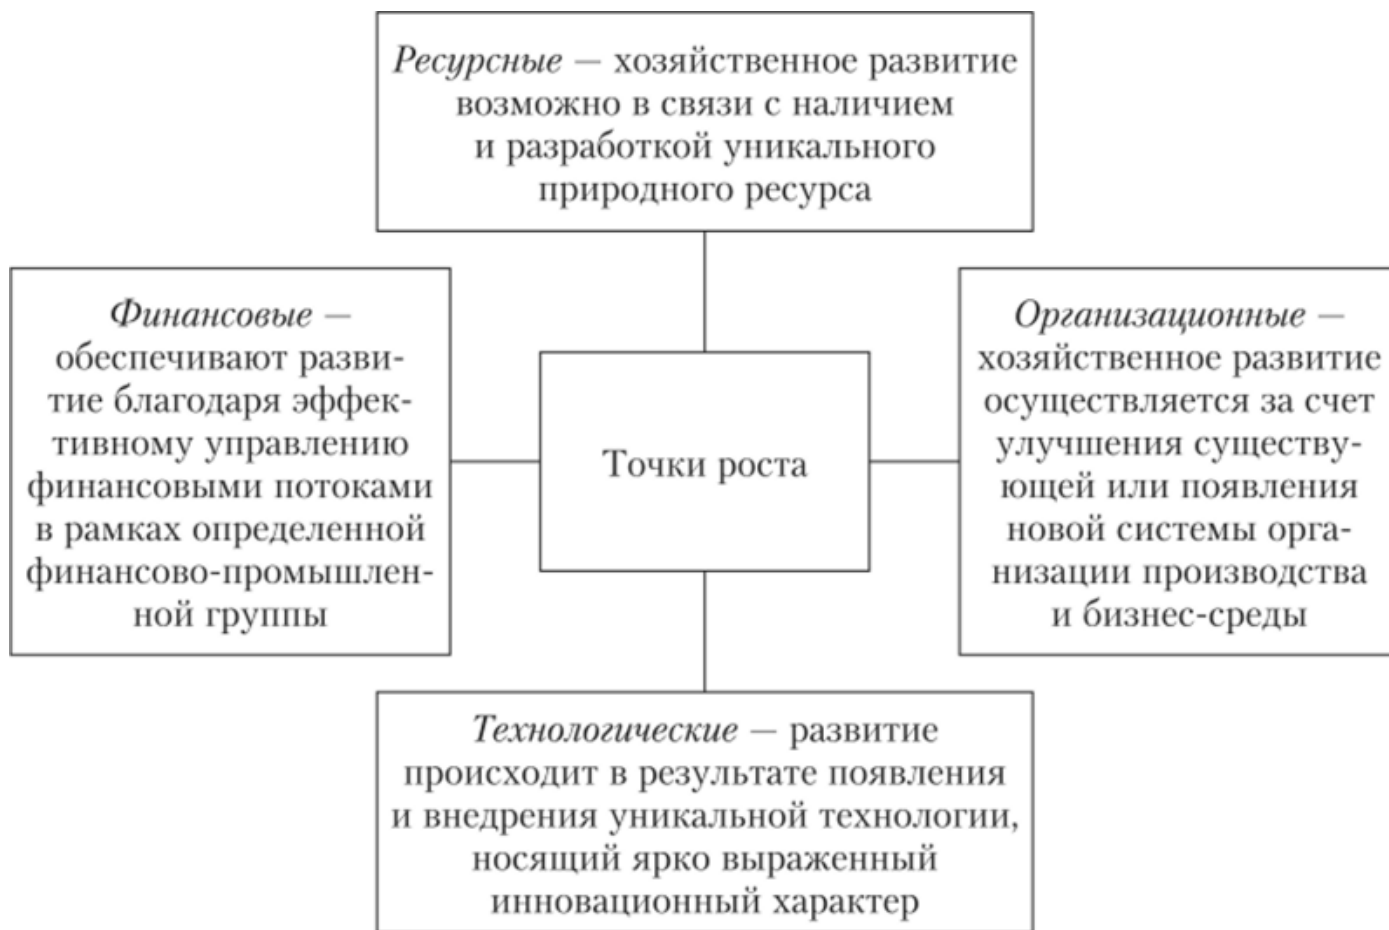 Ресурсные — хозяйственное развитие
возможно в связи с наличием
и разработкой уникального
природного ресурса
Финансовые —
обеспечивают разви-
тие благодаря эффек-
тивному управлению
финансовыми потоками
в рамках определенной
финансово-промышлен-
ной группы
Точки роста
Организационные —
хозяйственное развитие
осуществляется за счет
улучшения существу-
ющей или появления
новой системы орга-
низации производства
и бизнес-среды
Технологические — развитие
происходит в результате появления
и внедрения уникальной технологии,
носящий ярко выраженный
инновационный характер